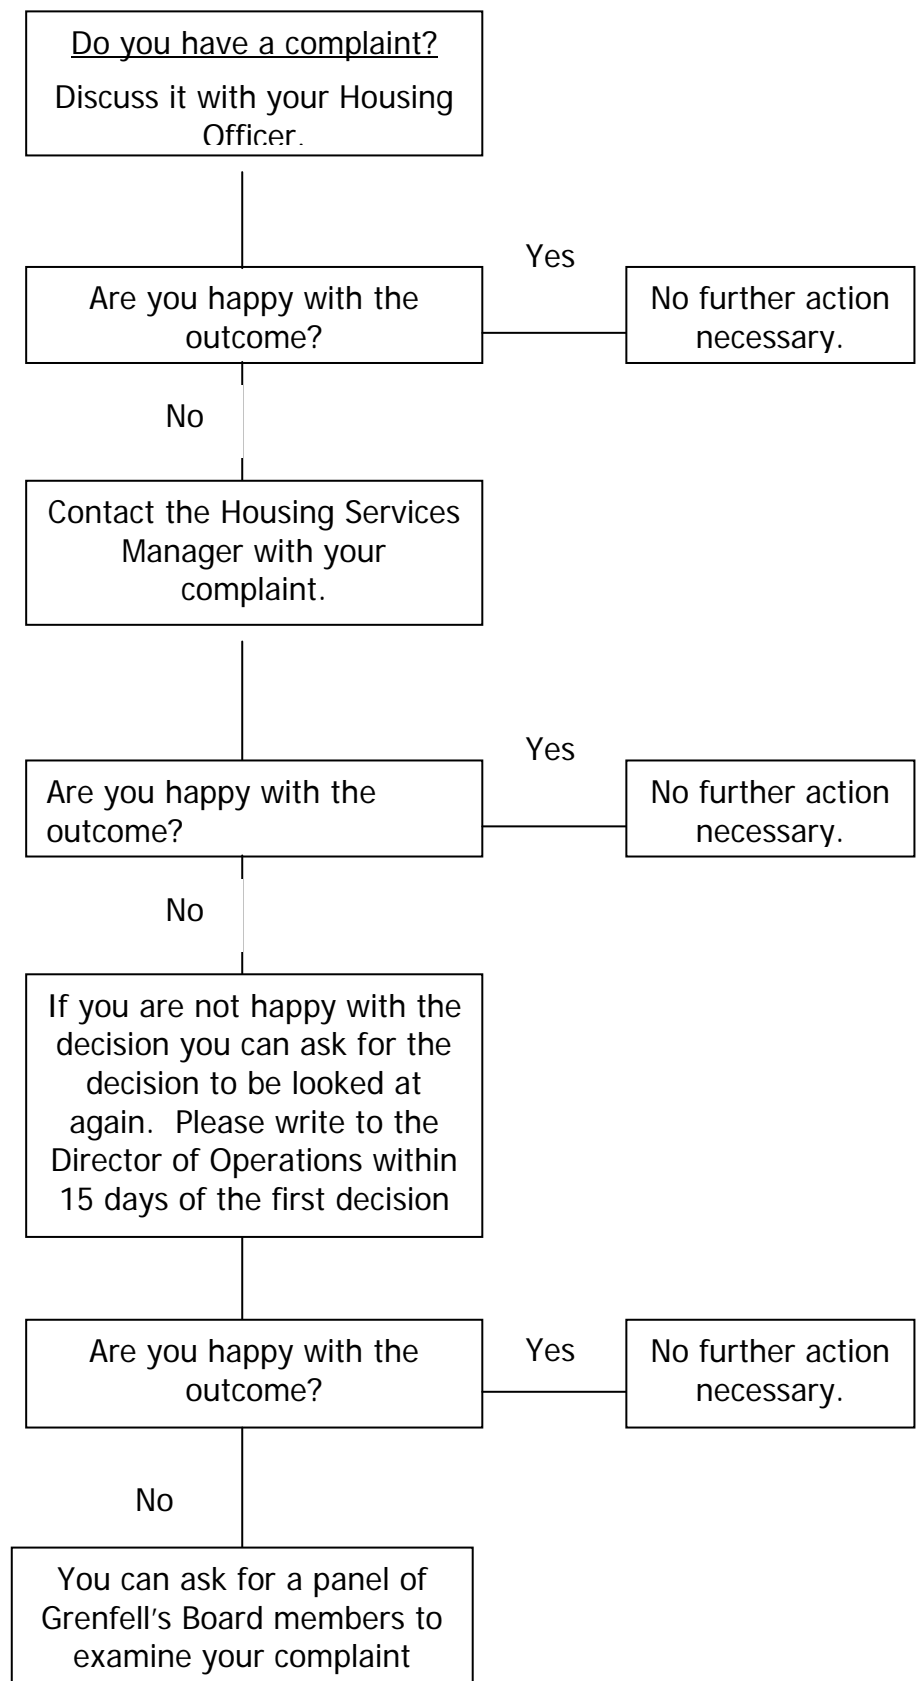 Do you have a complaint?
Discuss it with your Housing
Officer.
Yes
Are you happy with the
outcome?
No further action
necessary.
No
Contact the Housing Services
Manager with your
complaint.
Yes
Are you happy with the
outcome?
No further action
necessary.
No
If you are not happy with the
decision you can ask for the
decision to be looked at
again.  Please write to the
Director of Operations within
15 days of the first decision
Are you happy with the
outcome?
Yes
No further action
necessary.
No
You can ask for a panel of
Grenfell's Board members to
examine your complaint